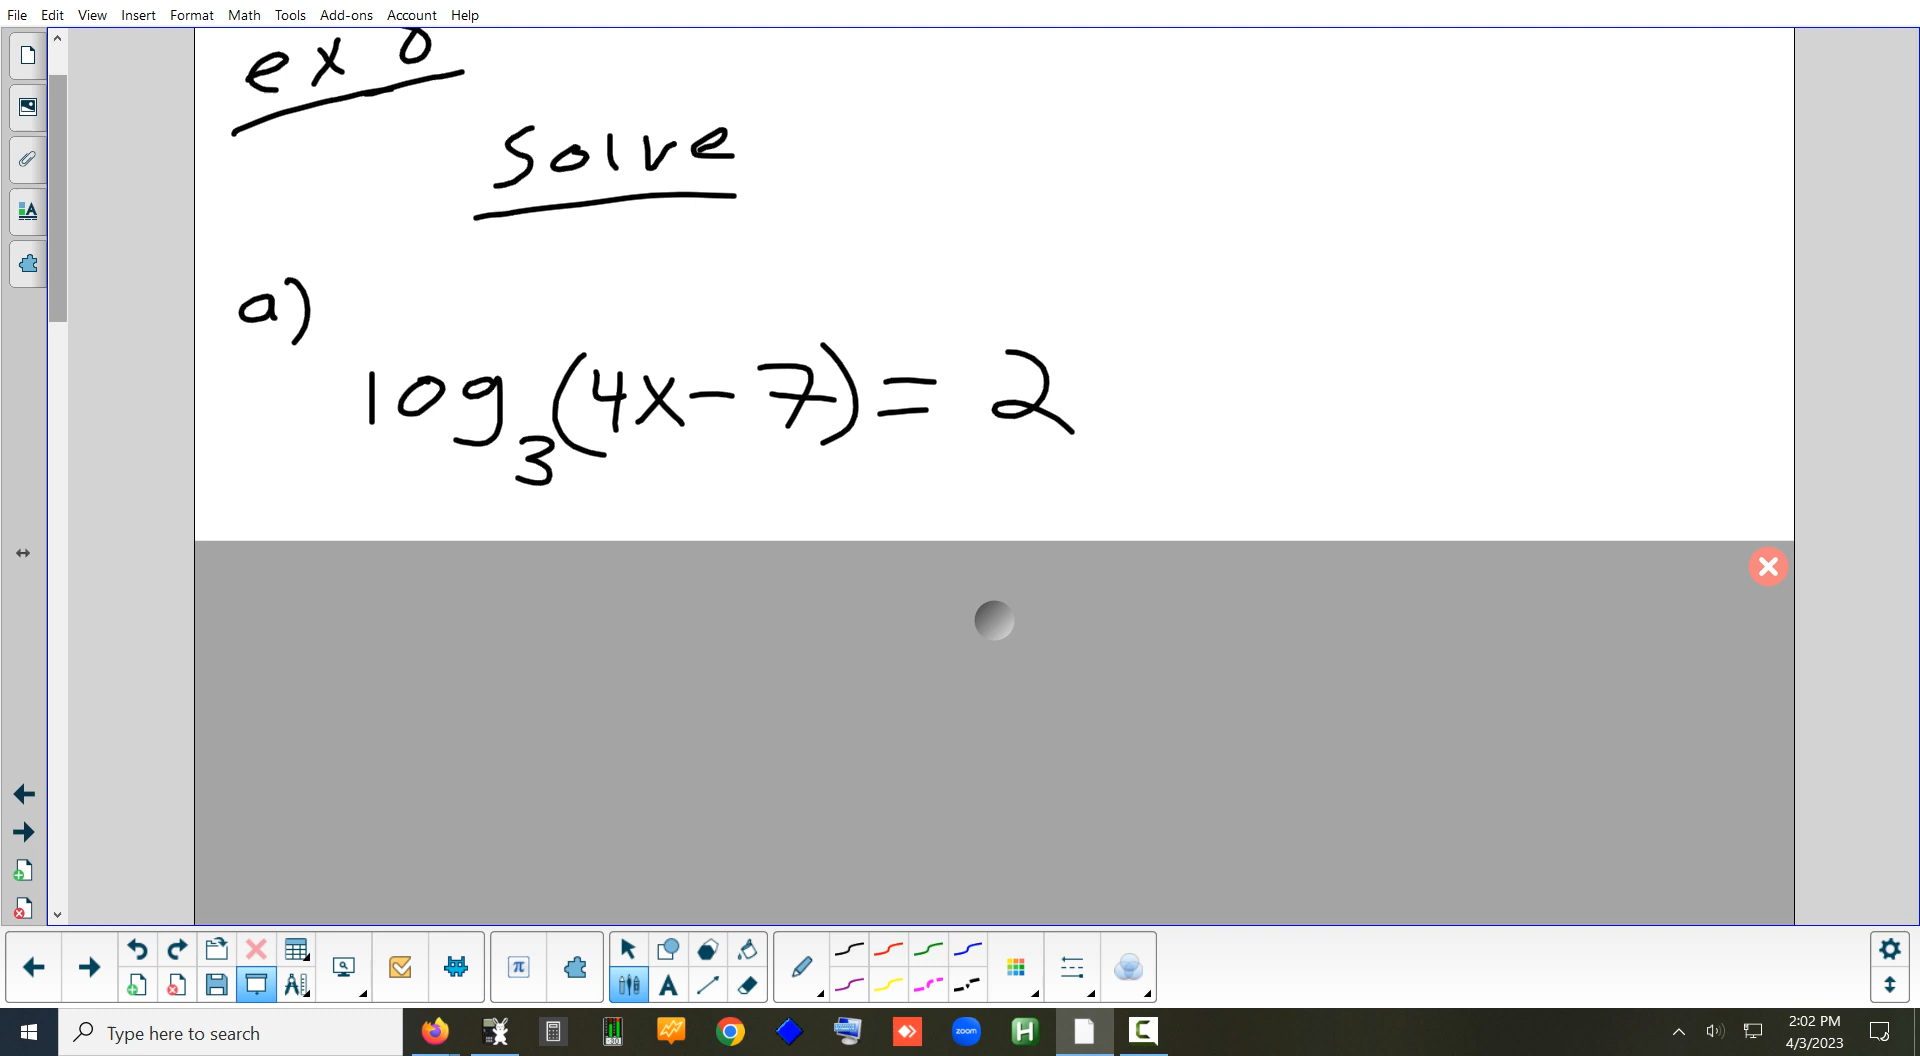 File Edit View Insert Format Math Tools Add-ons Account Help
ex
Solve
a)
log₃(4x-7)= 2
Type here to search
zoom
2:02 PM
4/3/2023